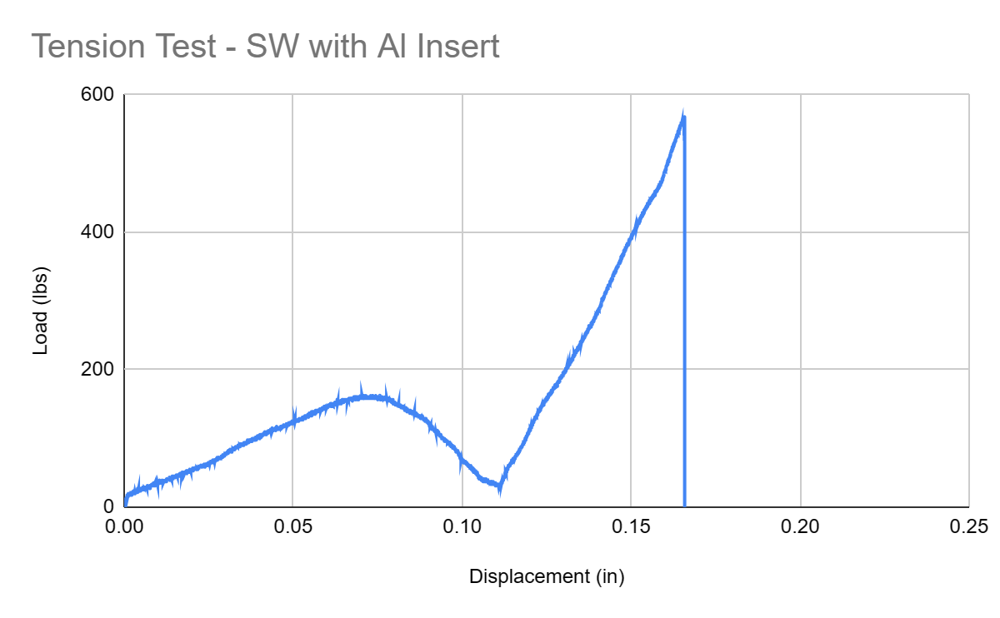 Tension Test - SW with Al Insert
600
400
200
0
Load (lbs)
0.00 0.05 0.10 0.15 0.20 0.25
Displacement (in)